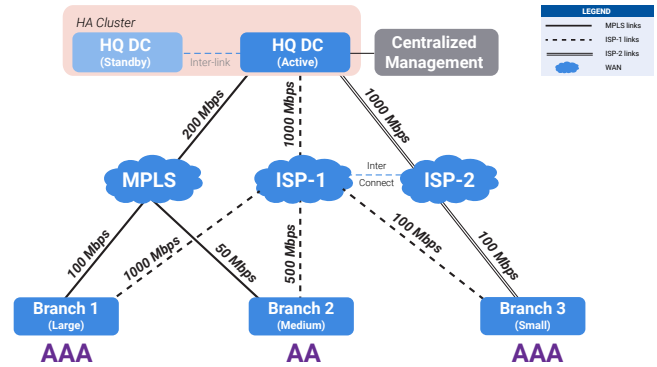 HA Cluster
HQ DC
(Standby)
Inter-link
HQ DC
(Active)
Centralized
Management
LEGEND
MPLS links
ISP-1 links
ISP-2 links
WAN
200 Mbps
1000 Mbps
1000 Mbps
MPLS
ISP-1
Inter
Connect
ISP-2
100 Mbps
1000 Mbps
50 Mbps
500 Mbps
100 Mbps
100 Mbps
Branch 1
(Large)
Branch 2
(Medium)
Branch 3
(Small)
AAA
AA
AAA